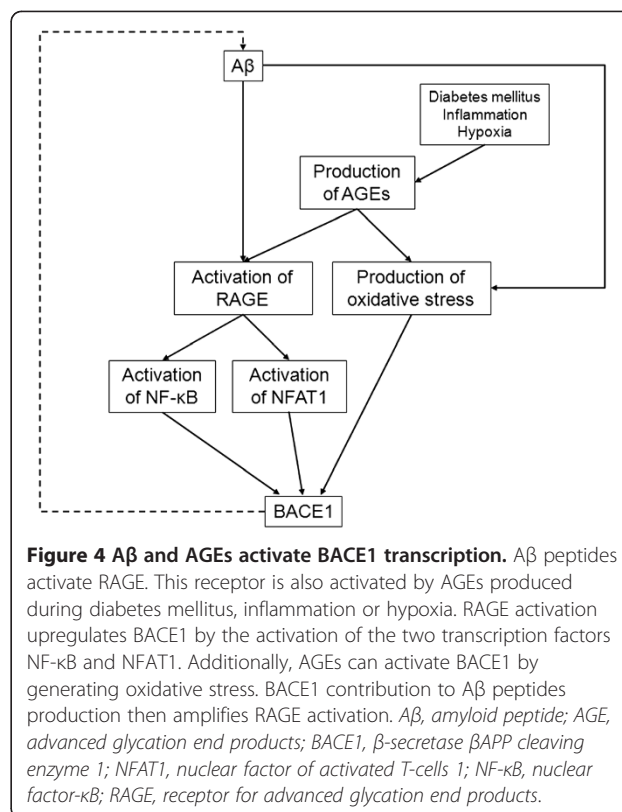 Aβ
Diabetes mellitus
Inflammation
Hypoxia
Production
of AGEs
Activation of
RAGE
Production of
oxidative stress
Activation
of NF-κB
Activation
of NFAT1
BACE1
Figure 4 Aβ and AGEs activate BACE1 transcription. Aβ peptides
activate RAGE. This receptor is also activated by AGEs produced
during diabetes mellitus, inflammation or hypoxia. RAGE activation
upregulates BACE1 by the activation of the two transcription factors
NF-κB and NFAT1. Additionally, AGEs can activate BACE1 by
generating oxidative stress. BACE1 contribution to Aβ peptides
production then amplifies RAGE activation. Aβ, amyloid peptide; AGE,
advanced glycation end products; BACE1, β-secretase βAPP cleaving
enzyme 1; NFAT1, nuclear factor of activated T-cells 1; NF-κB, nuclear
factor-κB; RAGE, receptor for advanced glycation end products.